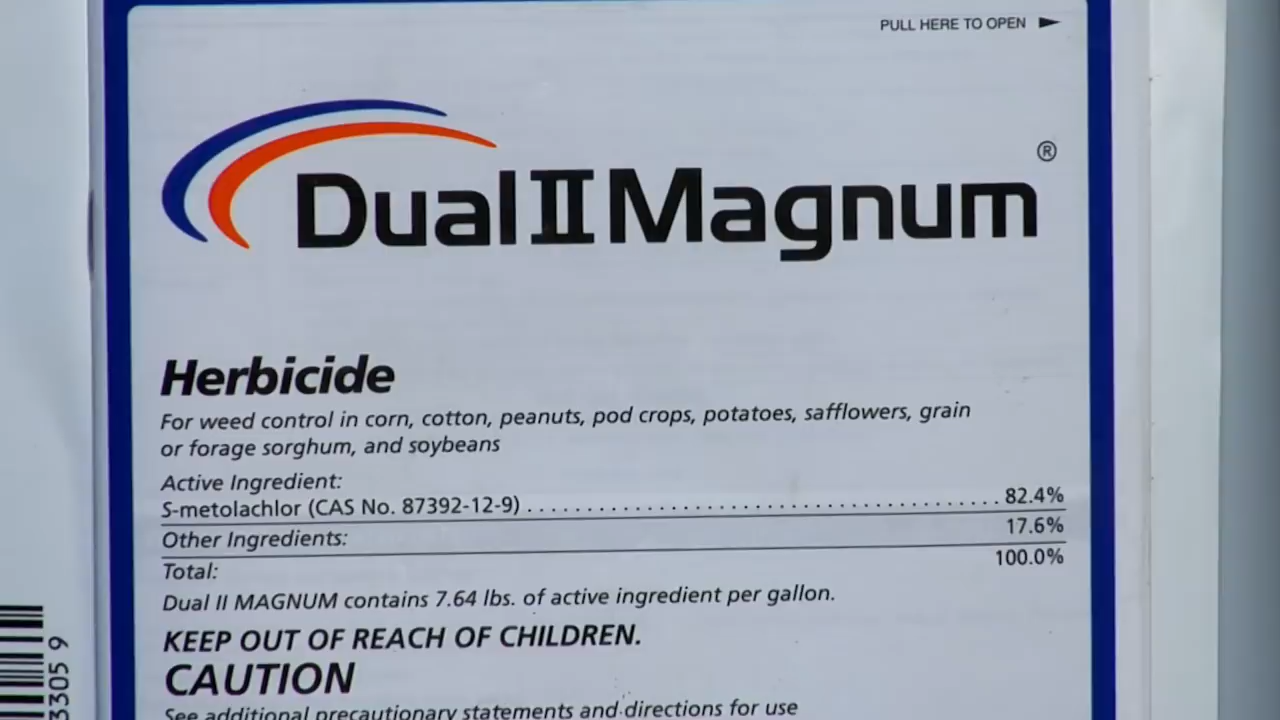 PULL HERE TO OPEN
Dual II Magnum ®
Herbicide
For weed control in corn, cotton, peanuts, pod crops, potatoes, safflowers, grain
or forage sorghum, and soybeans
Active Ingredient:
S-metolachlor (CAS No. 87392-12-9) . . . . . . . . . . . . . . . . . . . . . . . . . . . . . . . . . . . . . . . . 82.4%
Other Ingredients: 17.6%
Total: 100.0%
Dual II MAGNUM contains 7.64 lbs. of active ingredient per gallon.
KEEP OUT OF REACH OF CHILDREN.
CAUTION
See additional precautionary statements and directions for use
3305 9